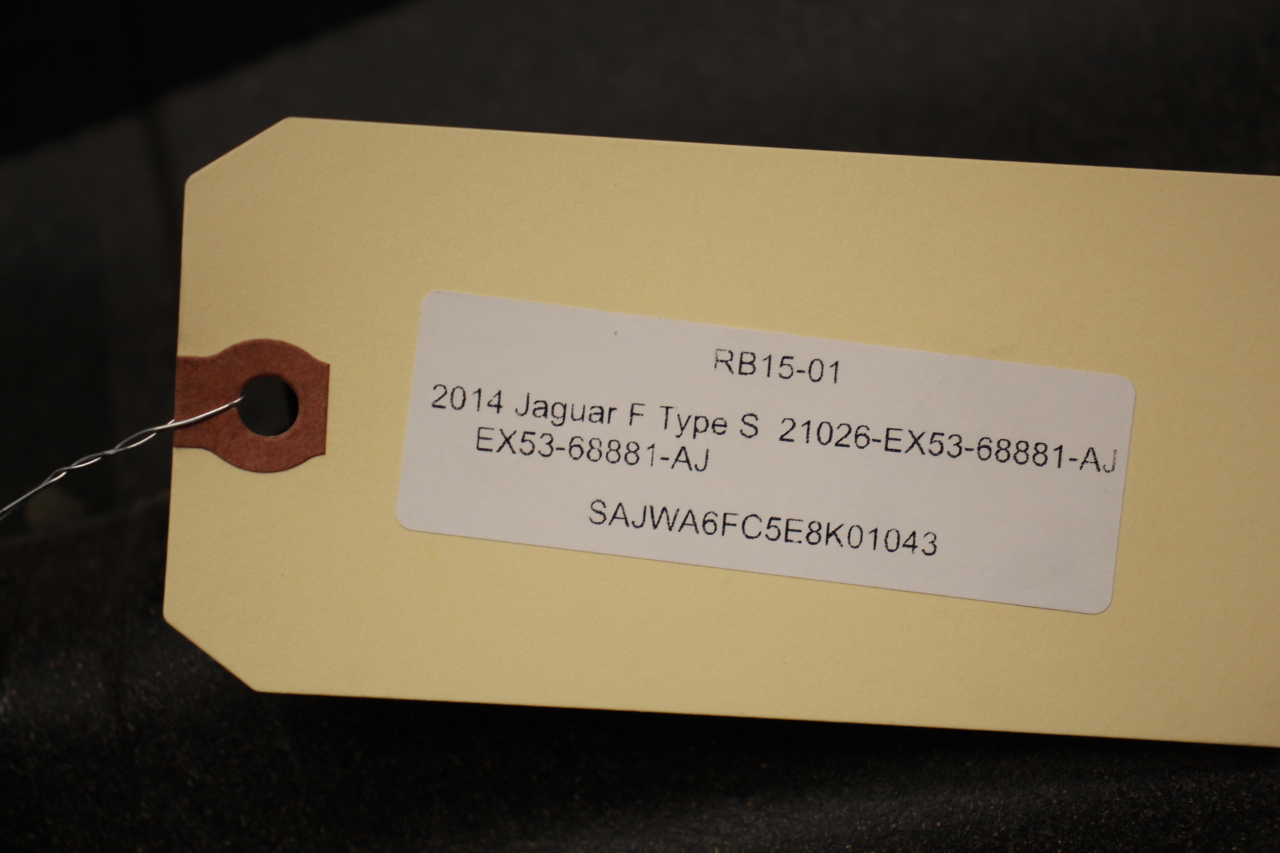 RB15-01
2014 Jaguar F Type S 21026-EX53-68881-AJ
EX53-68881-AJ
SAJWA6FC5E8K01043